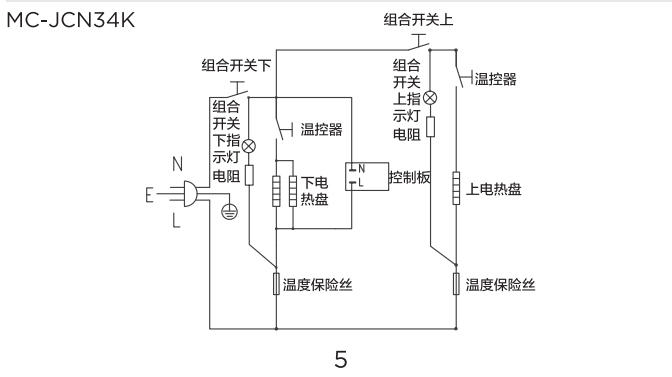 MC-JCN34K
组合开关上
组合开关下
组合
开关
上指
示灯
电阻
温控器
组合
开关
下指
示灯
电阻
温控器
N
E
L
下电
热盘
N
L
控制板
上电热盘
温度保险丝
温度保险丝
5